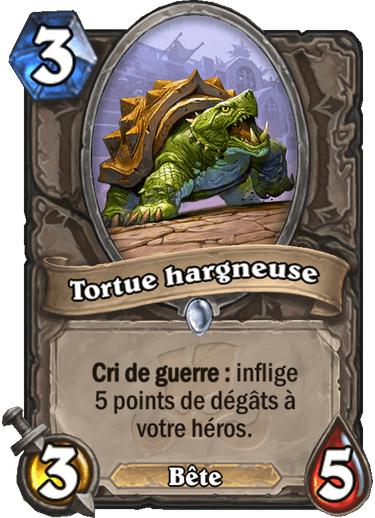 3
Tortue hargneuse
Cri de guerre : inflige
5 points de dégâts à
votre héros.
3
Bête
5